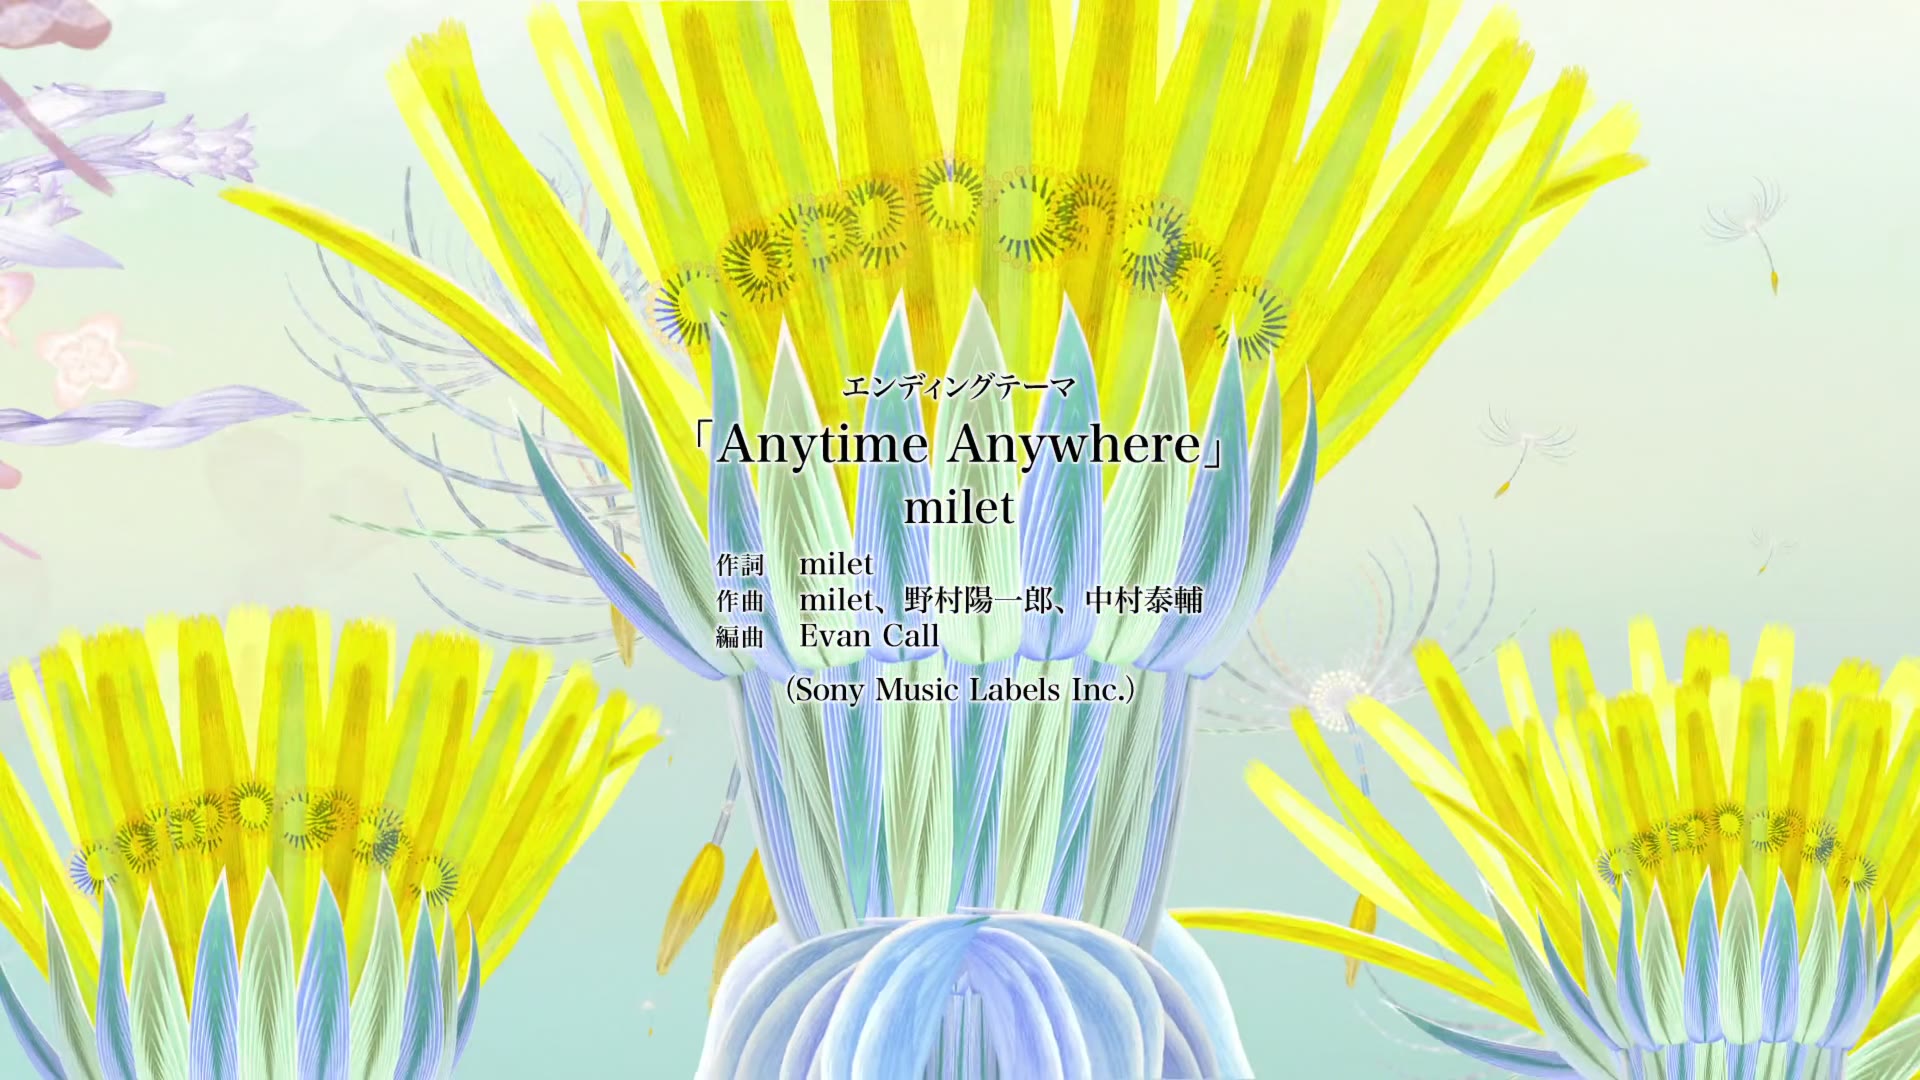 エンディングテーマ
「Anytime Anywhere」
milet
作詞 milet
作曲 milet、野村陽一郎、中村泰輔
編曲 Evan Call
(Sony Music Labels Inc.)